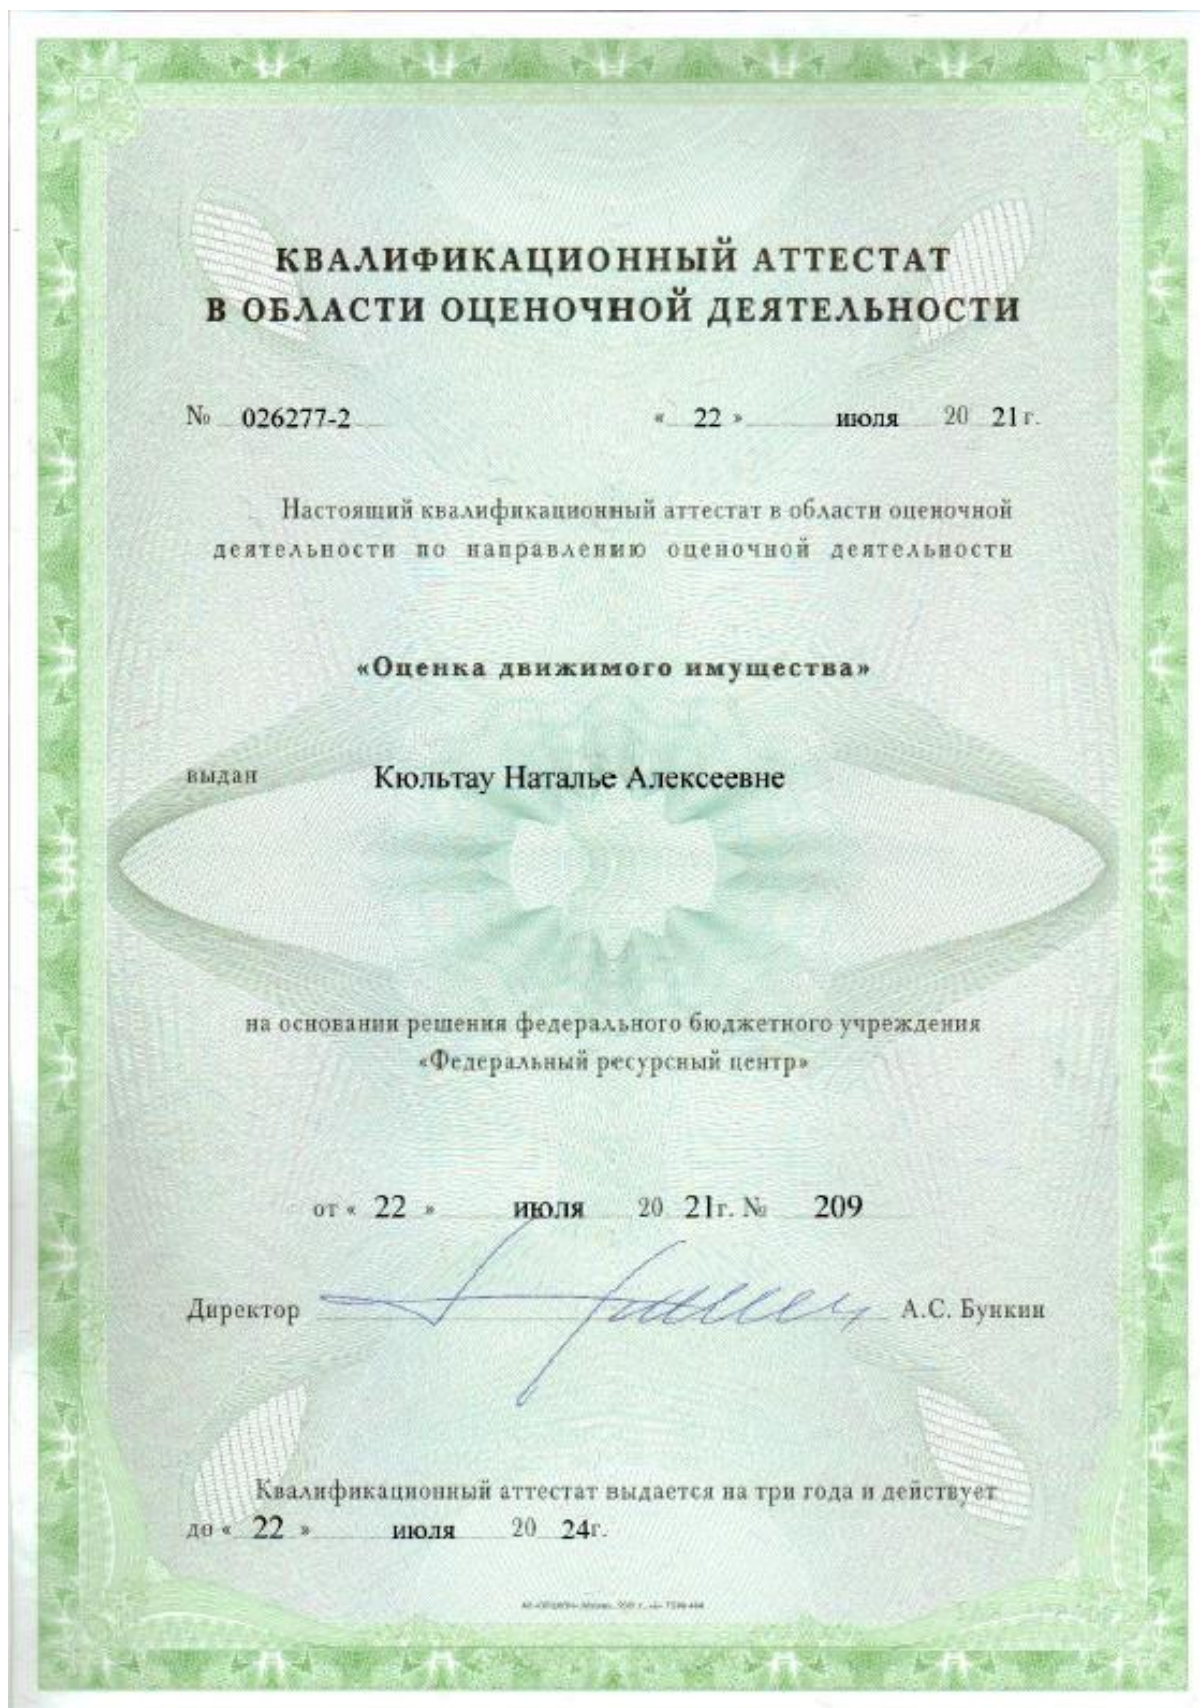 КВАЛИФИКАЦИОННЫЙ АТТЕСТАТ
В ОБЛАСТИ ОЦЕНОЧНОЙ ДЕЯТЕЛЬНОСТИ
№ 026277-2 « 22 » июля 20 21 г.
Настоящий квалификационный аттестат в области оценочной
деятельности по направлению оценочной деятельности
«Оценка движимого имущества»
выдан Кюльтау Наталье Алексеевне
на основании решения федерального бюджетного учреждения
«Федеральный ресурсный центр»
от « 22 » июля 20 21г. № 209
Директор А.С. Бункин
Квалификационный аттестат выдается на три года и действует
до « 22 » июля 20 24г.